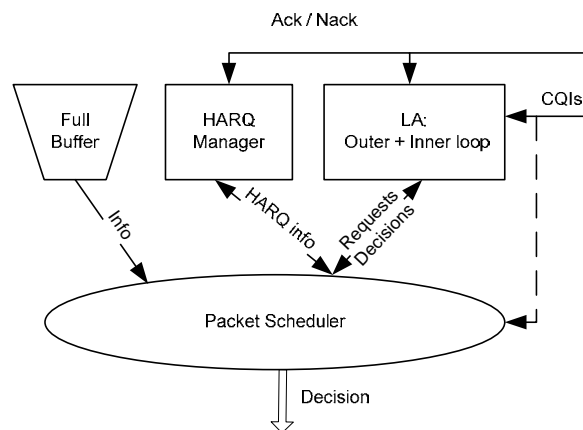 Ack / Nack
CQIs
Full
Buffer
HARQ
Manager
LA:
Outer + Inner loop
Info
HARQ info
Requests
Decisions
Packet Scheduler
Decision